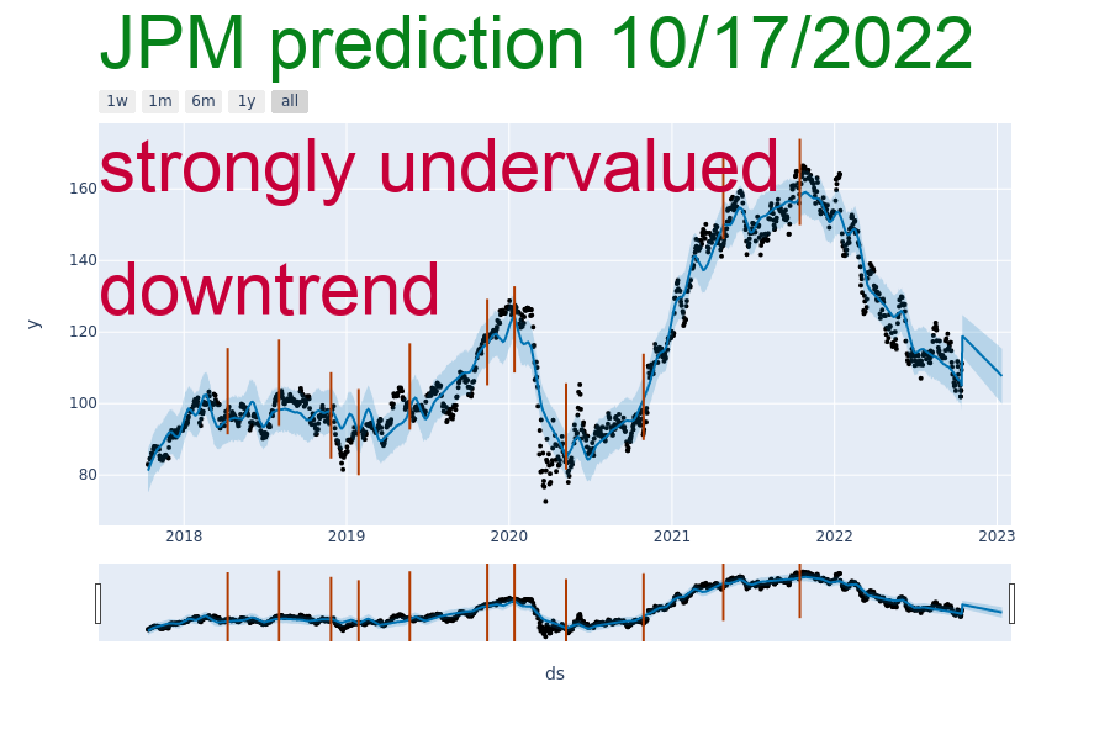 JPM prediction 10/17/2022
1w 1m 6m 1y all
strongly undervalued
160
140
downtrend
120
y
100
80
2018 2019 2020 2021 2022 2023
ds